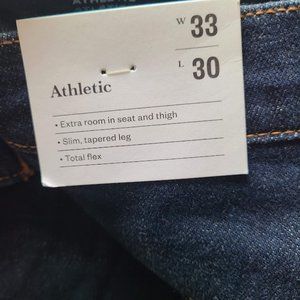 W 33
L 30
Athletic
• Extra room in seat and thigh
• Slim, tapered leg
• Total flex